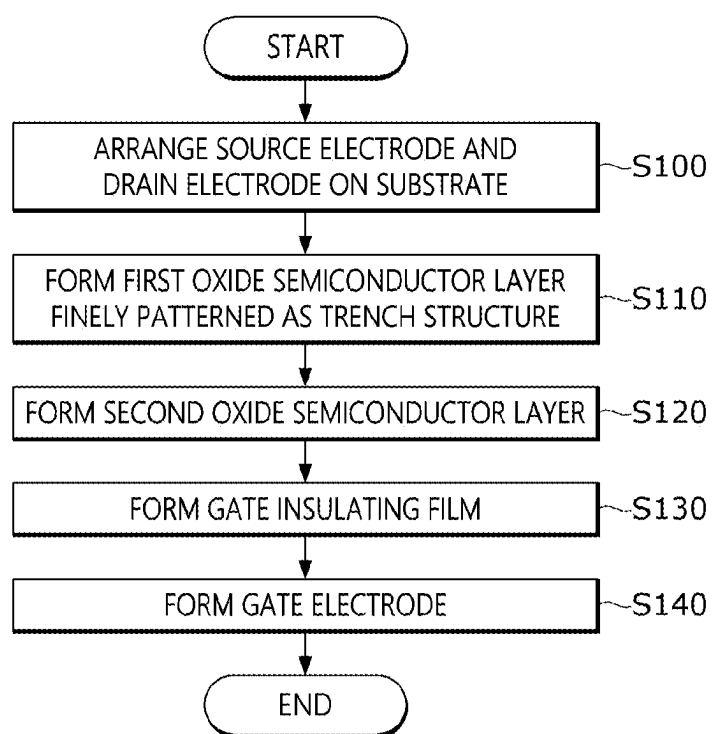 START
ARRANGE SOURCE ELECTRODE AND
DRAIN ELECTRODE ON SUBSTRATE
S100
FORM FIRST OXIDE SEMICONDUCTOR LAYER
FINELY PATTERNED AS TRENCH STRUCTURE
S110
FORM SECOND OXIDE SEMICONDUCTOR LAYER
S120
FORM GATE INSULATING FILM
S130
FORM GATE ELECTRODE
S140
END